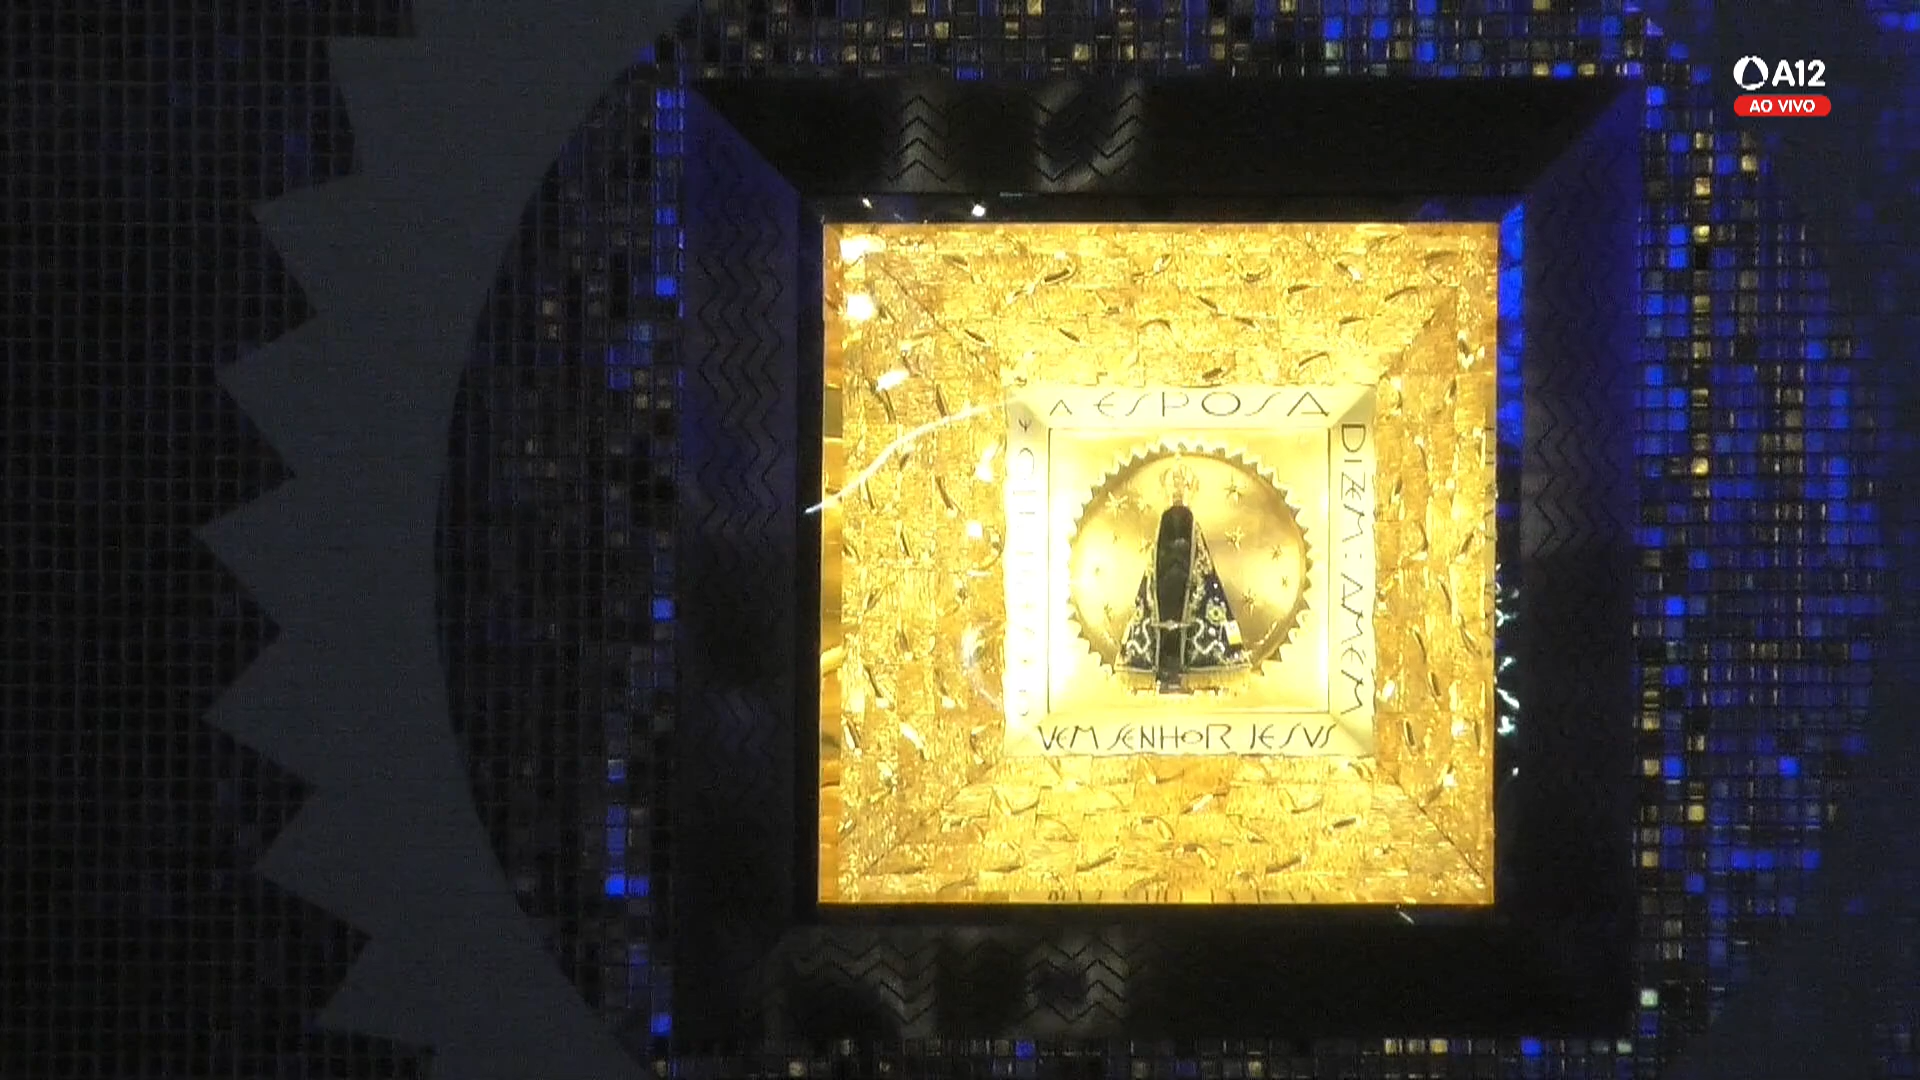 A12
AO VIVO
A ESPOSA
DIZEM: AMÉM
VEM SENHOR JESUS